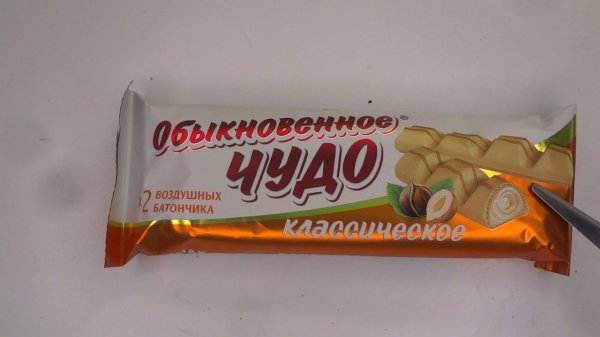 Обыкновенное®
ЧУДО
2 ВОЗДУШНЫХ
БАТОНЧИКА
классическое